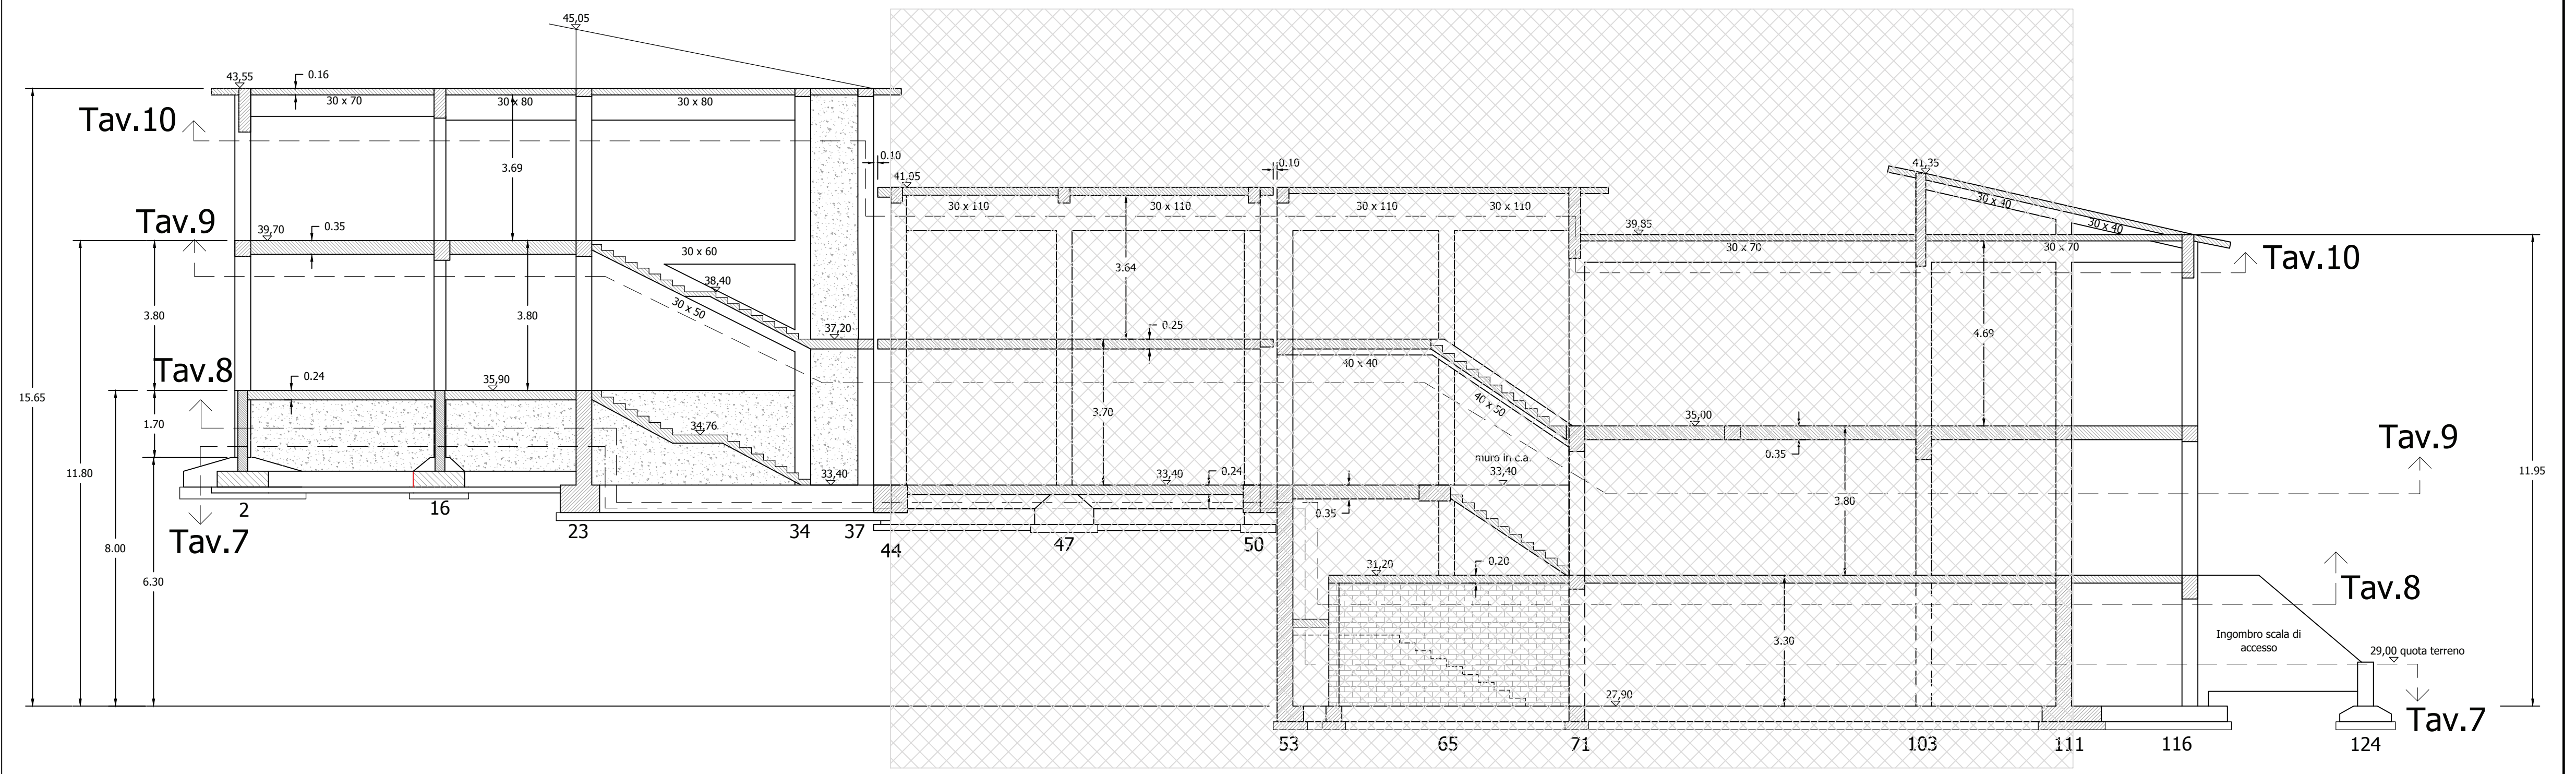 45,05
43,55
0.16
30 x 70
30 x 80
30 x 80
Tav.10
0.10
0.10
41,05
41,35
3.69
30 x 110
30 x 110
30 x 110
30 x 110
30 x 40
30 x 40
Tav.9
39,70
0.35
39,85
30 x 60
30 x 70
30 x 70
Tav.10
3.64
38,40
30 x 50
3.80
3.80
37,20
0.25
4.69
40 x 40
Tav.8
0.24
35,90
15.65
40 x 50
3.70
35,00
1.70
34,76
Tav.9
0.35
muro in c.a.
11.80
33,40
33,40
0.24
33,40
11.95
3.80
2
16
0.35
23
34
37
Tav.7
44
47
50
8.00
31,20
0.20
6.30
Tav.8
Ingombro scala di
accesso
3.30
29,00 quota terreno
27,90
Tav.7
53
65
71
103
111
116
124